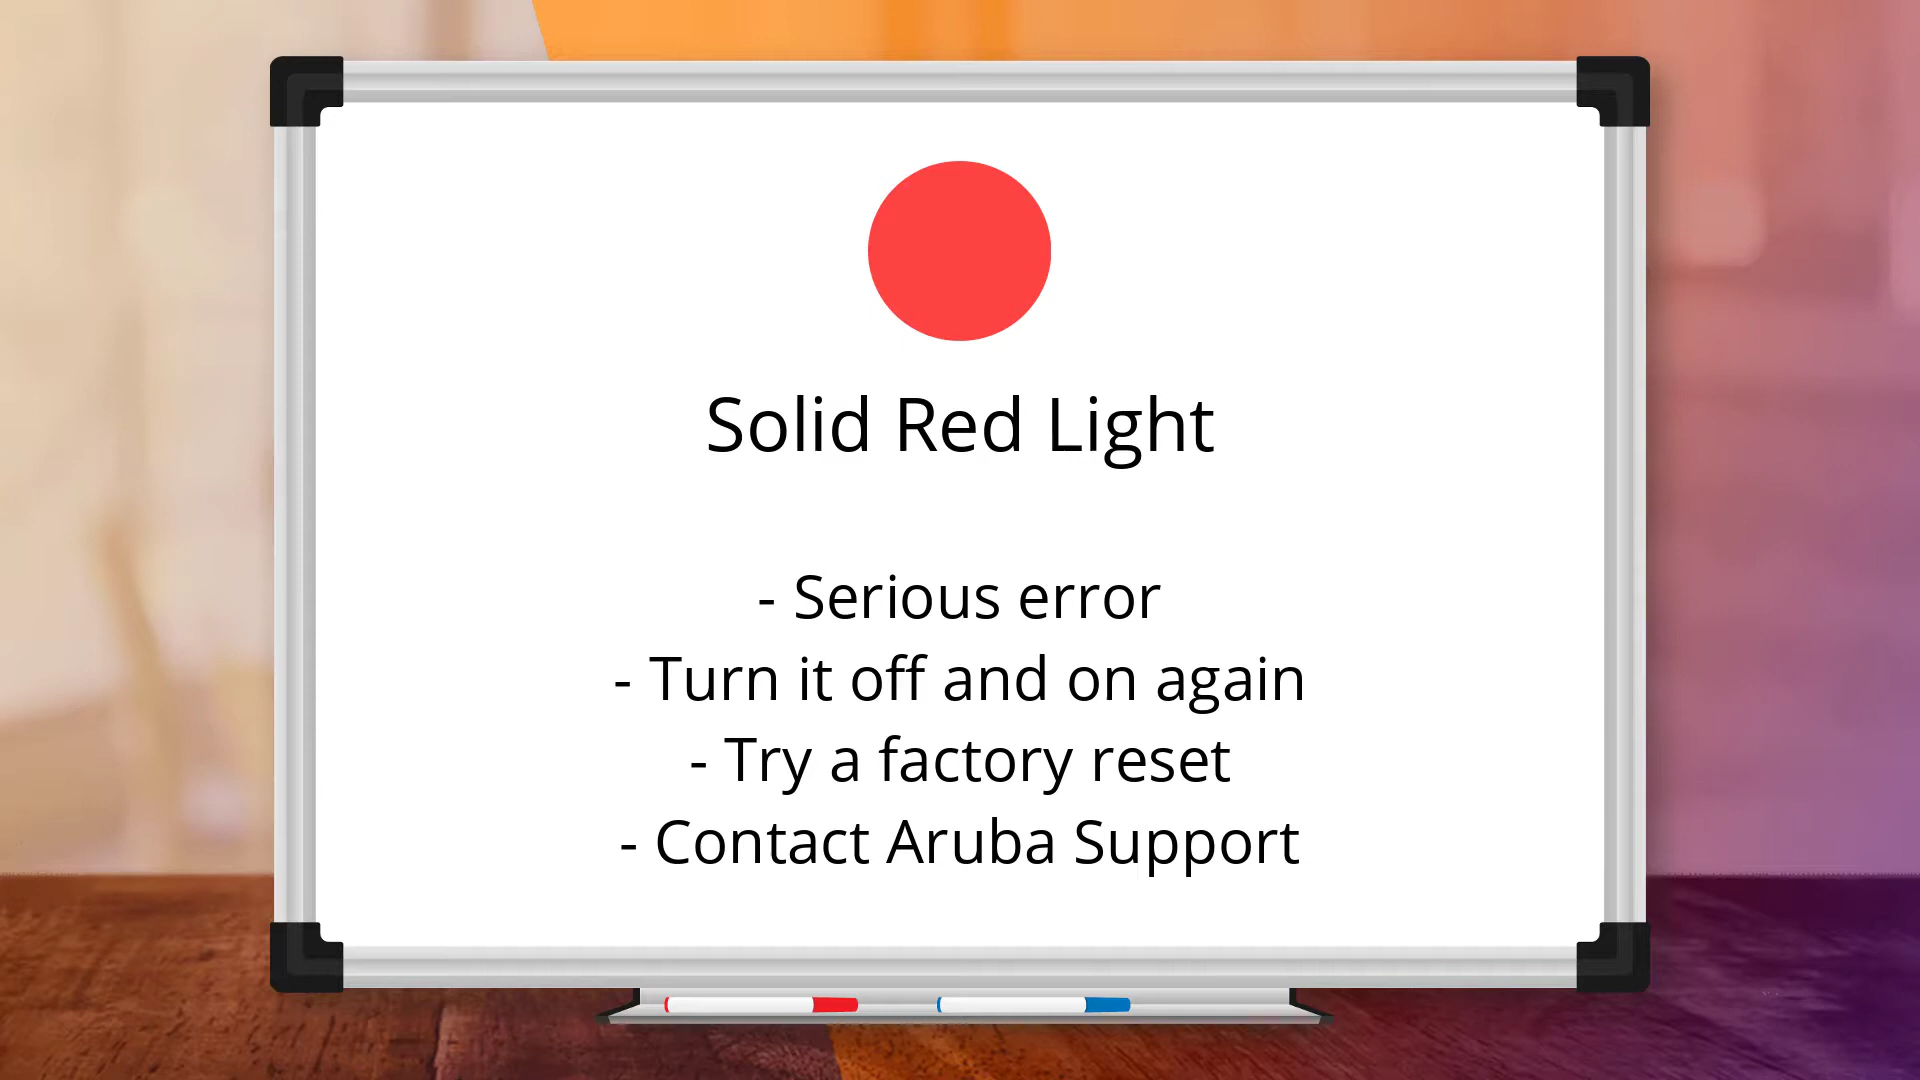 Solid Red Light
- Serious error
- Turn it off and on again
- Try a factory reset
- Contact Aruba Support